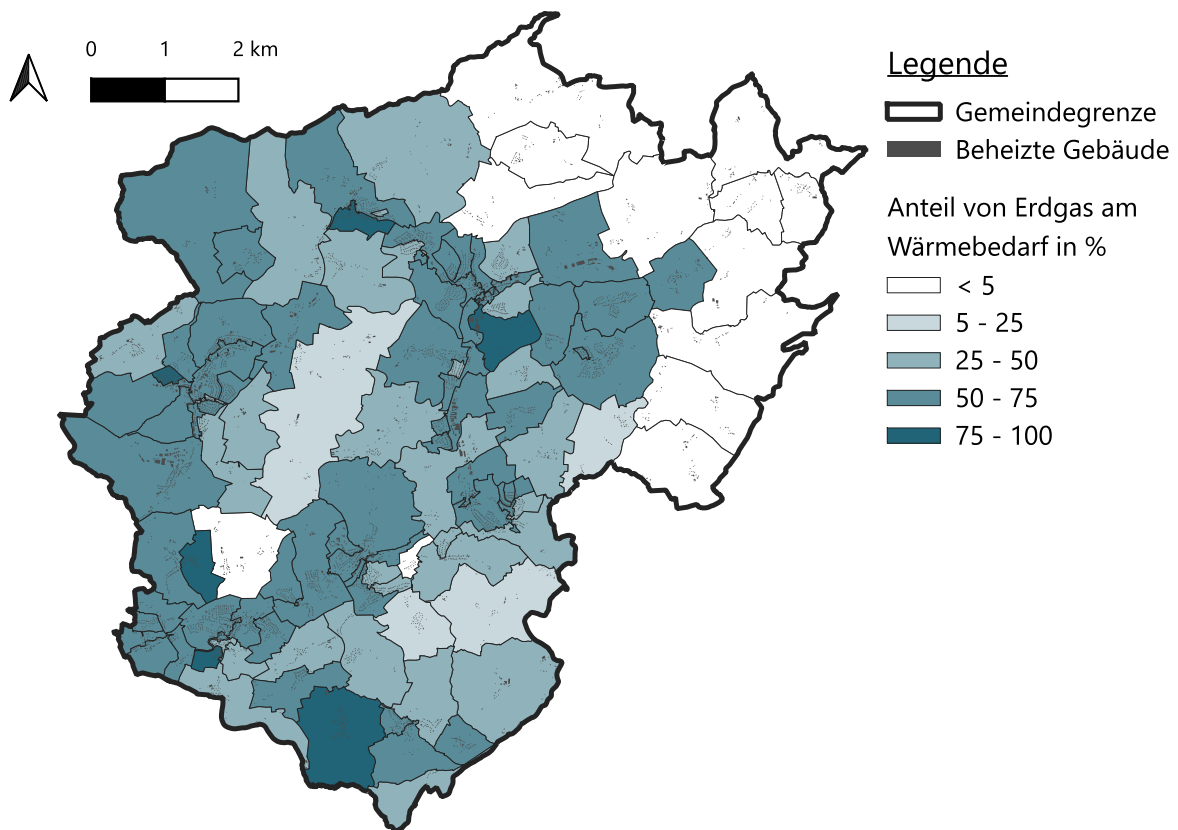 0 1 2 km
Legende
Gemeindegrenze
Beheizte Gebäude
Anteil von Erdgas am
Wärmebedarf in %
< 5
5 - 25
25 - 50
50 - 75
75 - 100